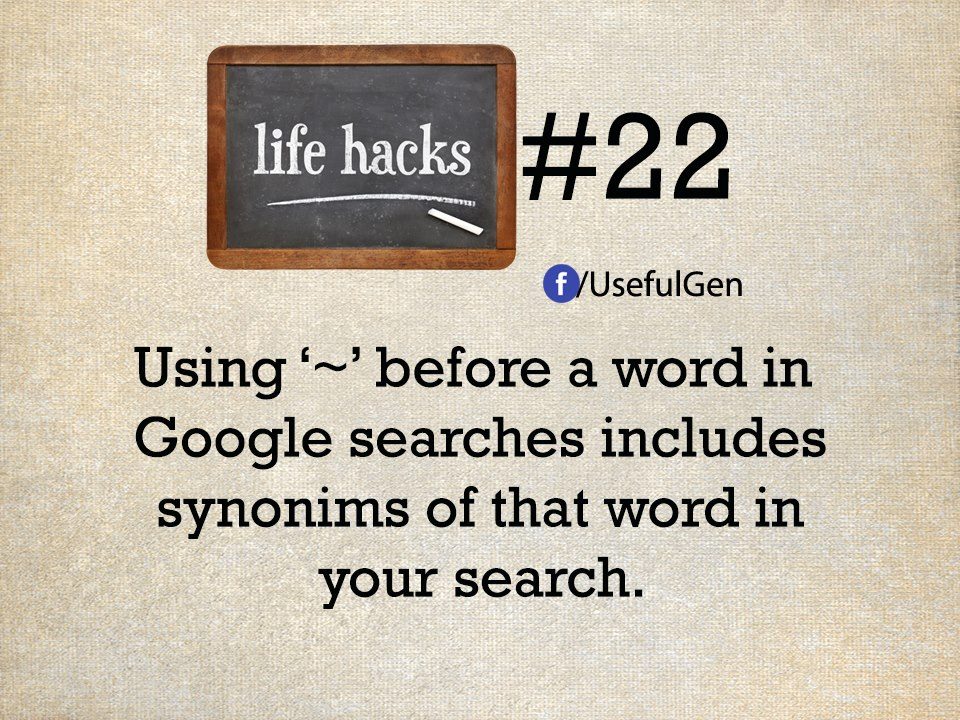 life hacks
#22
f/UsefulGen
Using ‘~’ before a word in
Google searches includes
synonims of that word in
your search.